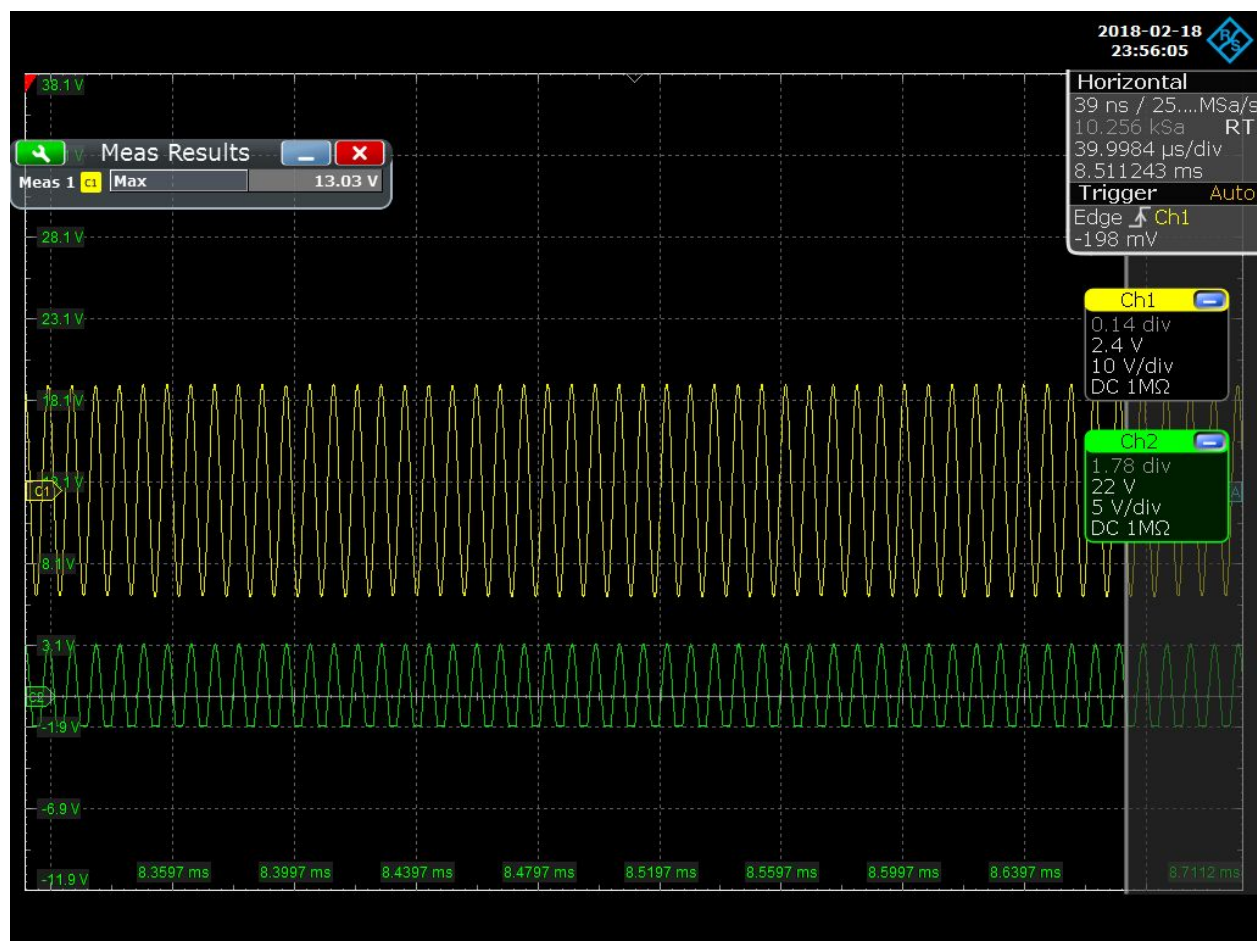 2018-02-18
23:56:05
R&S
38.1 V
Horizontal
39 ns / 25....MSa/s
10.256 kSa RT
39.9984 µs/div
8.511243 ms
Trigger Auto
Edge Ch1
-198 mV
Meas Results
Meas 1 C1 Max 13.03 V
28.1 V
23.1 V
18.1 V
C1
8.1 V
3.1 V
C2
-1.9 V
-6.9 V
-11.9 V
Ch1
0.14 div
2.4 V
10 V/div
DC 1MΩ
Ch2
1.78 div
22 V
5 V/div
DC 1MΩ
A
8.3597 ms 8.3997 ms 8.4397 ms 8.4797 ms 8.5197 ms 8.5597 ms 8.5997 ms 8.6397 ms 8.7112 ms